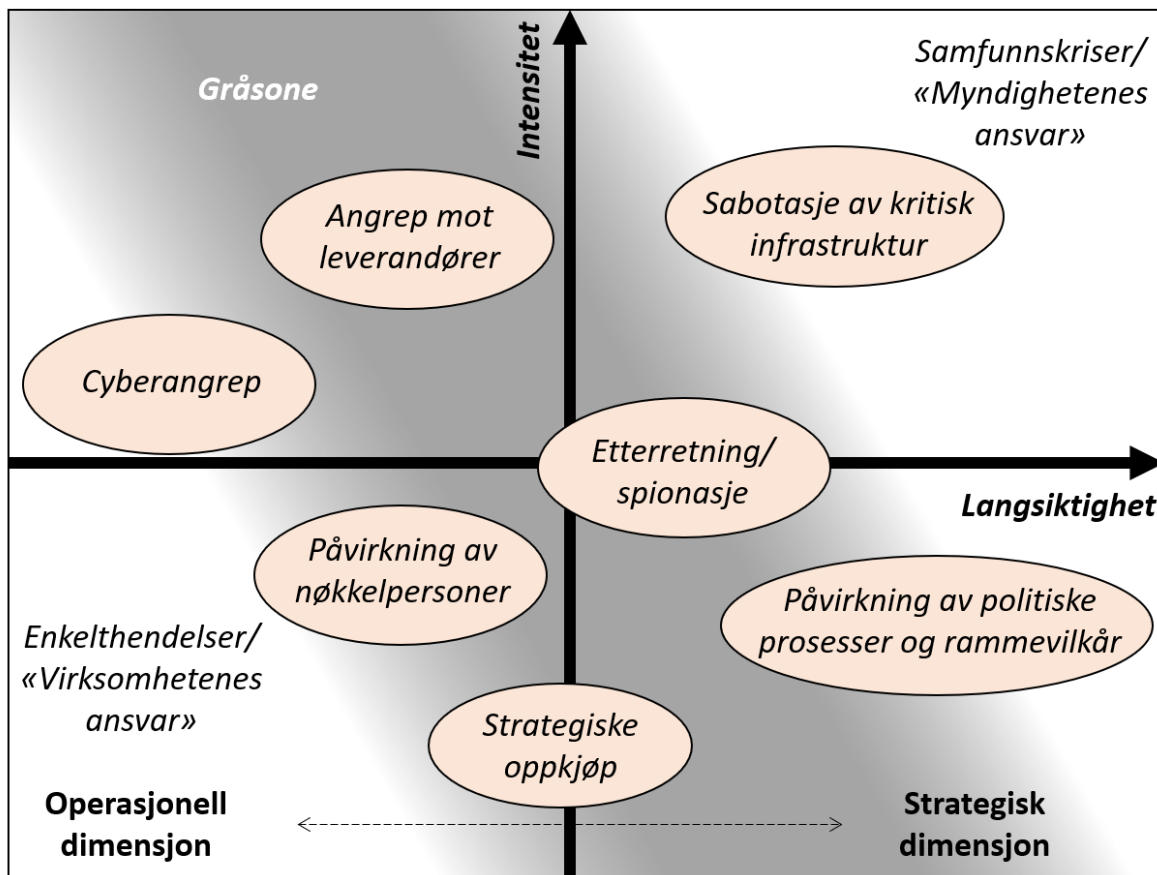 Gråsone
Intensitet
Samfunnskriser/
«Myndighetenes
ansvar»
Angrep mot
leverandører
Sabotasje av kritisk
infrastruktur
Cyberangrep
Etterretning/
spionasje
Langsiktighet
Påvirkning av
nøkkelpersoner
Påvirkning av politiske
prosesser og rammevilkår
Enkelthendelser/
«Virksomhetenes
ansvar»
Strategiske
oppkjøp
Operasjonell
dimensjon
Strategisk
dimensjon